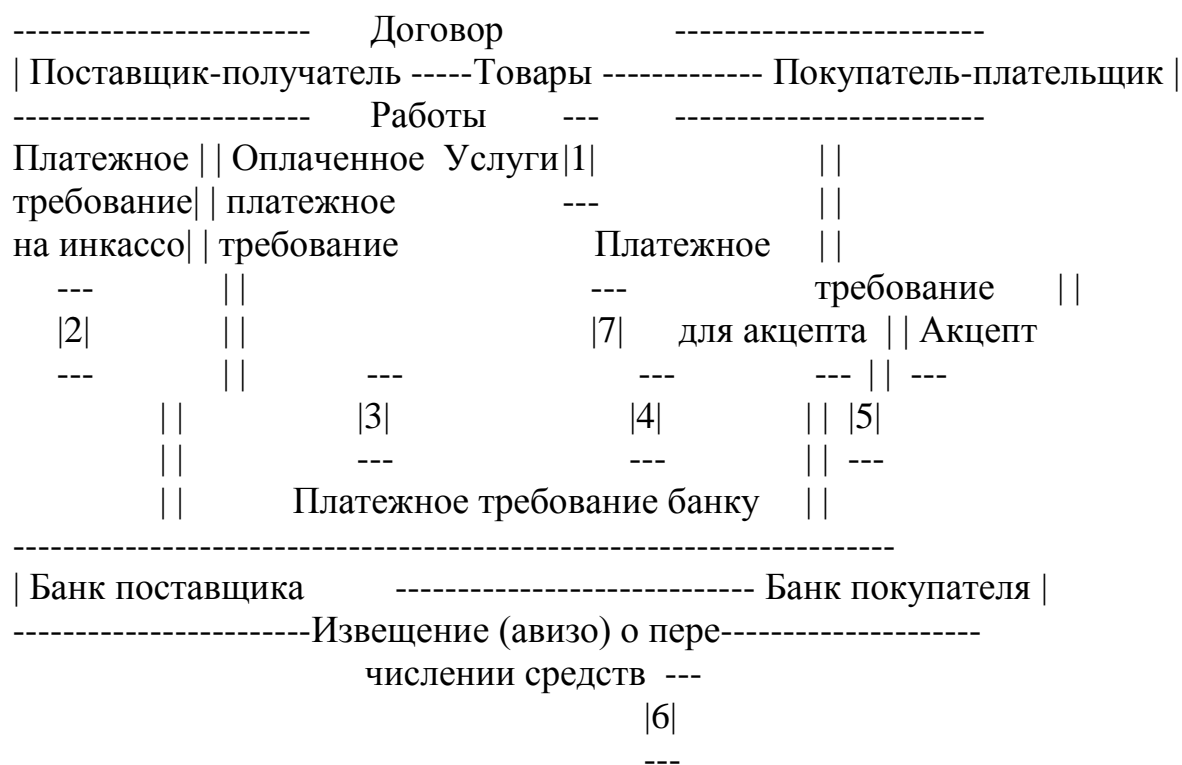 ------------------------ Договор -------------------------
| Поставщик-получатель -----Товары ------------- Покупатель-плательщик |
------------------------ Работы --- -------------------------
Платежное | | Оплаченное Услуги|1| | |
требование| | платежное --- | |
на инкассо| | требование Платежное | |
--- | | --- требование | |
|2| | | |7| для акцепта | | Акцепт
--- | | --- --- --- | | ---
| | |3| |4| | | |5|
| | --- --- | | ---
| | Платежное требование банку | |
-----------------------------------------------------------------------
| Банк поставщика ----------------------------- Банк покупателя |
------------------------Извещение (авизо) о пере---------------------
числении средств ---
|6|
---